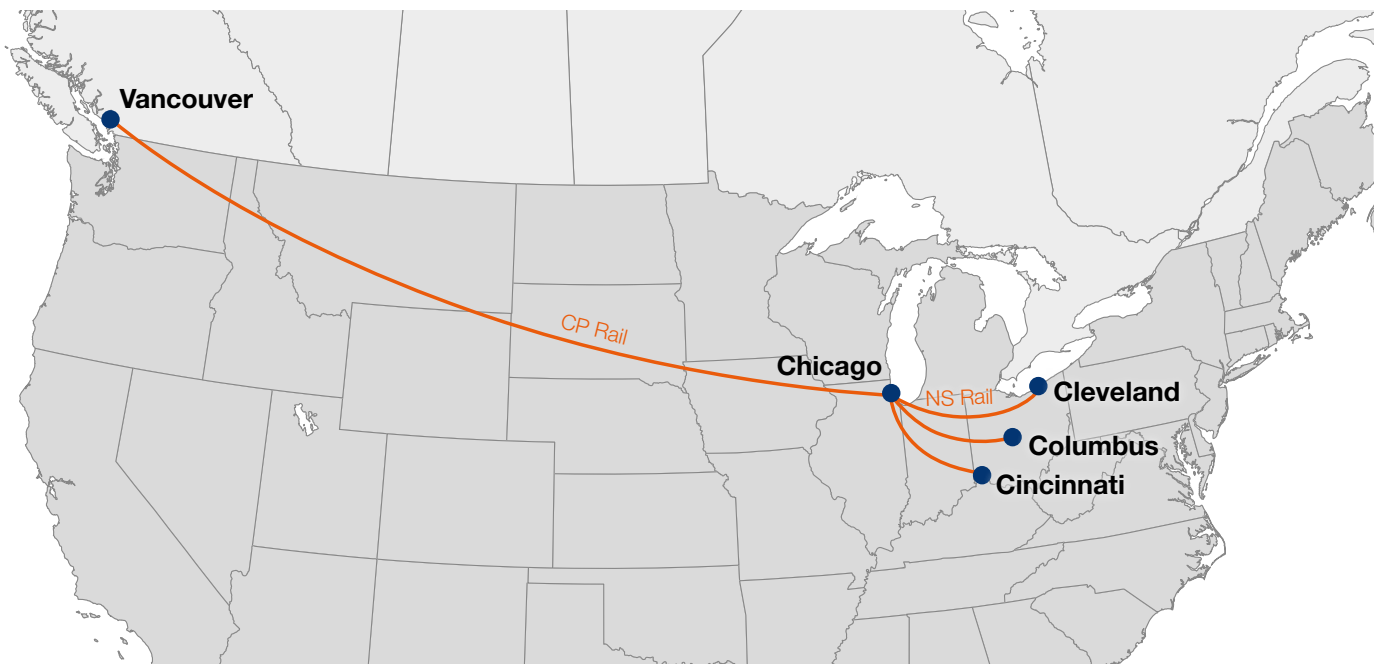 Vancouver
CP Rail
Chicago
NS Rail
Cleveland
Columbus
Cincinnati